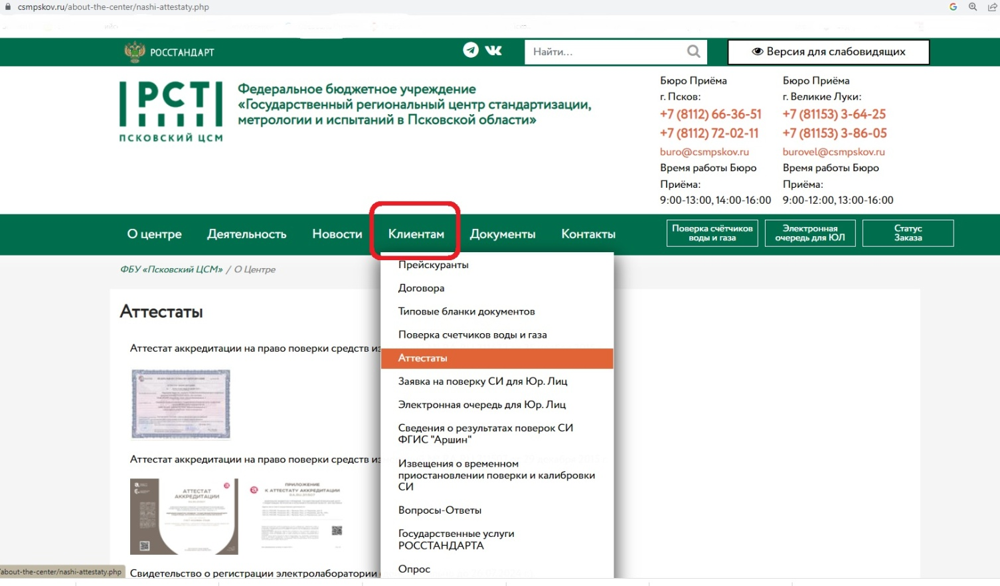 csmpskov.ru/about-the-center/nashi-attestaty.php
РОССТАНДАРТ
Найти...
Версия для слабовидящих
РСТ
ПСКОВСКИЙ ЦСМ
Федеральное бюджетное учреждение
«Государственный региональный центр стандартизации,
метрологии и испытаний в Псковской области»
Бюро Приёма
г. Псков:
+7 (8112) 66-36-51
+7 (8112) 72-02-11
buro@csmpskov.ru
Время работы Бюро
Приёма:
9:00-13:00, 14:00-16:00
Бюро Приёма
г. Великие Луки:
+7 (81153) 3-64-25
+7 (81153) 3-86-05
burovel@csmpskov.ru
Время работы Бюро
Приёма:
9:00-12:00, 13:00-16:00
О центре
Деятельность
Новости
Клиентам
Документы
Контакты
Поверка счётчиков
воды и газа
Электронная
очередь для ЮЛ
Статус
Заказа
ФБУ «Псковский ЦСМ» / О Центре
Прейскуранты
Договора
Типовые бланки документов
Поверка счетчиков воды и газа
Аттестаты
Заявка на поверку СИ для Юр. Лиц
Электронная очередь для Юр. Лиц
Сведения о результатах поверок СИ
ФГИС "Аршин"
Извещения о временном
приостановлении поверки и калибровки
СИ
Вопросы-Ответы
Государственные услуги
РОССТАНДАРТА
Опрос
Аттестаты
Аттестат аккредитации на право поверки средств из
Аттестат аккредитации на право поверки средств из
АТТЕСТАТ
АККРЕДИТАЦИИ
ПРИЛОЖЕНИЕ
К АТТЕСТАТУ АККРЕДИТАЦИИ
Свидетельство о регистрации электролаборатории
/about-the-center/nashi-attestaty.php